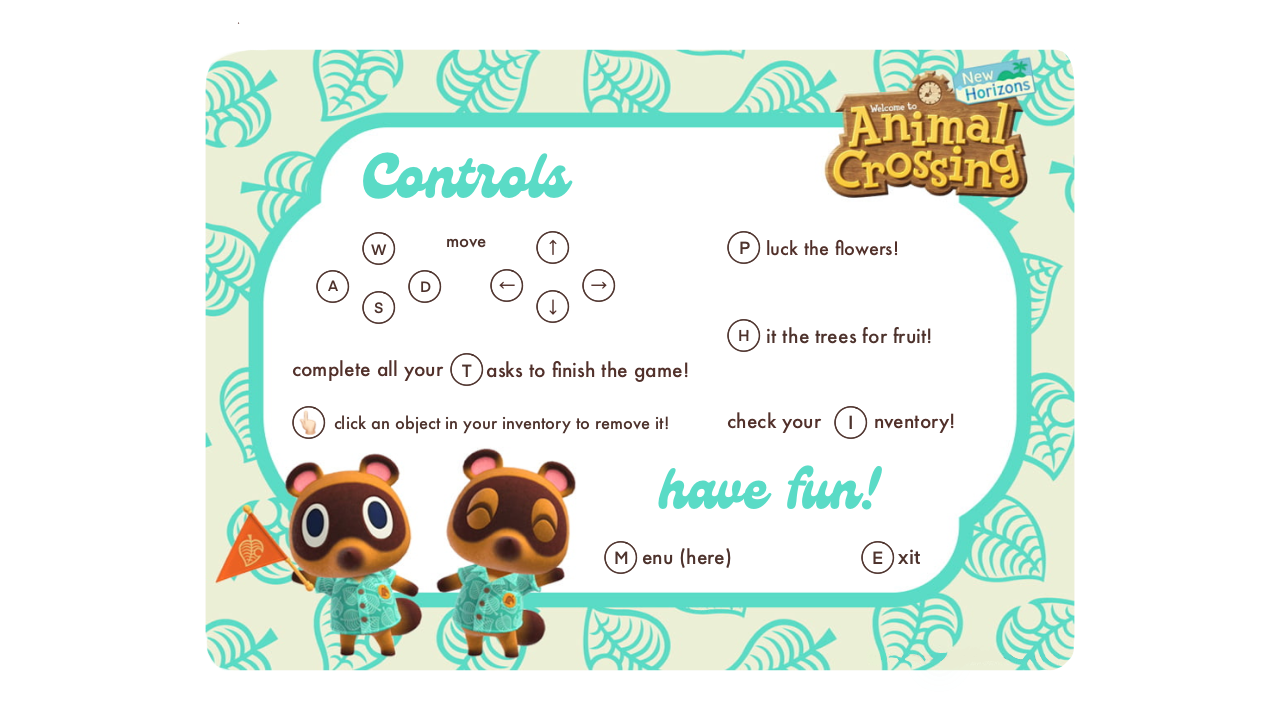 New
Horizons
Welcome to
Animal
Crossing
Controls
W move ↑
A D ← →
S ↓
P luck the flowers!
H it the trees for fruit!
complete all your T asks to finish the game!
click an object in your inventory to remove it!
check your I nventory!
have fun!
M enu (here)
E xit